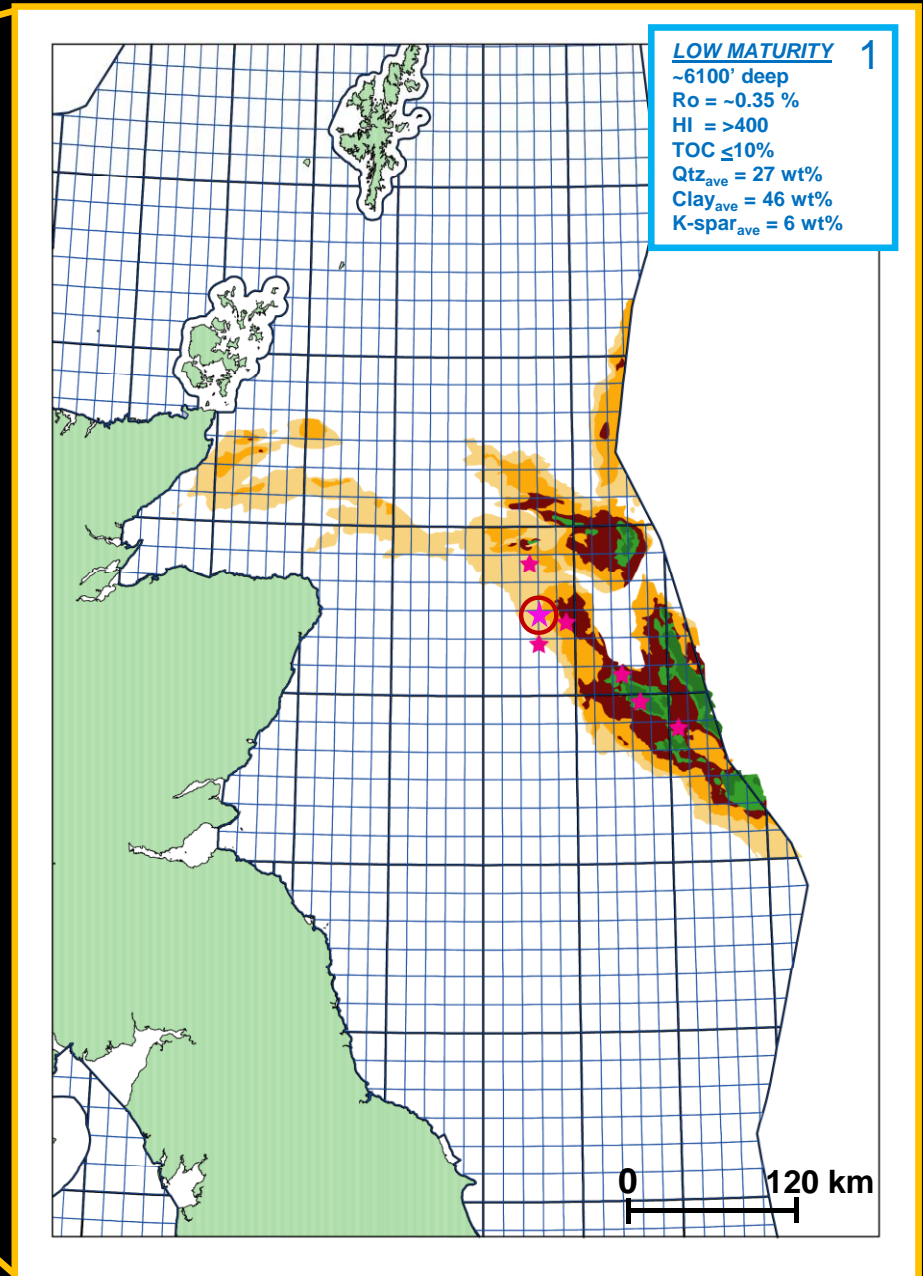 LOW MATURITY 1
~6100’ deep
Ro = ~0.35 %
HI = >400
TOC ≤10%
Qtzave = 27 wt%
Clayave = 46 wt%
K-sparave = 6 wt%
0 120 km